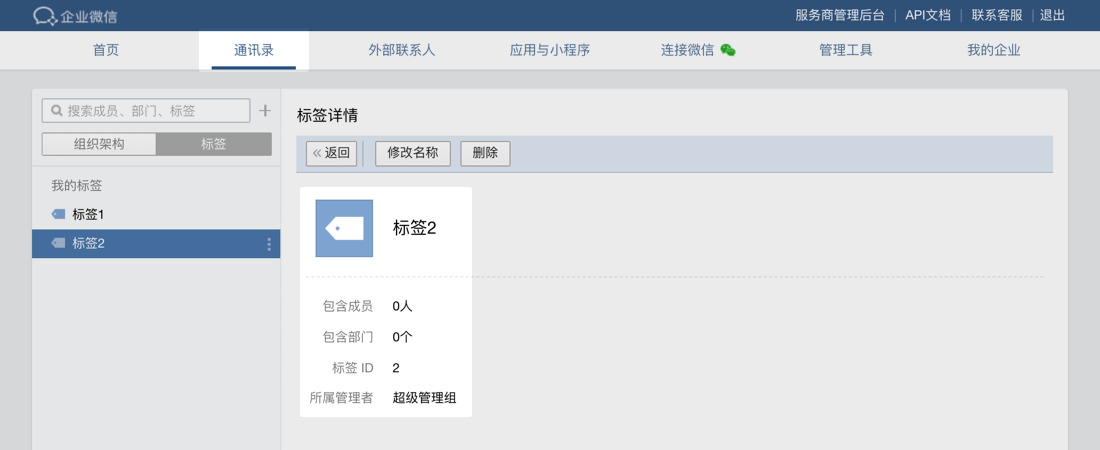 企业微信 服务商管理后台 | API文档 | 联系客服 | 退出
首页 通讯录 外部联系人 应用与小程序 连接微信 管理工具 我的企业
搜索成员、部门、标签 +
组织架构 标签
我的标签
标签1
标签2
标签详情
«返回 修改名称 删除
标签2
包含成员 0人
包含部门 0个
标签 ID 2
所属管理者 超级管理组